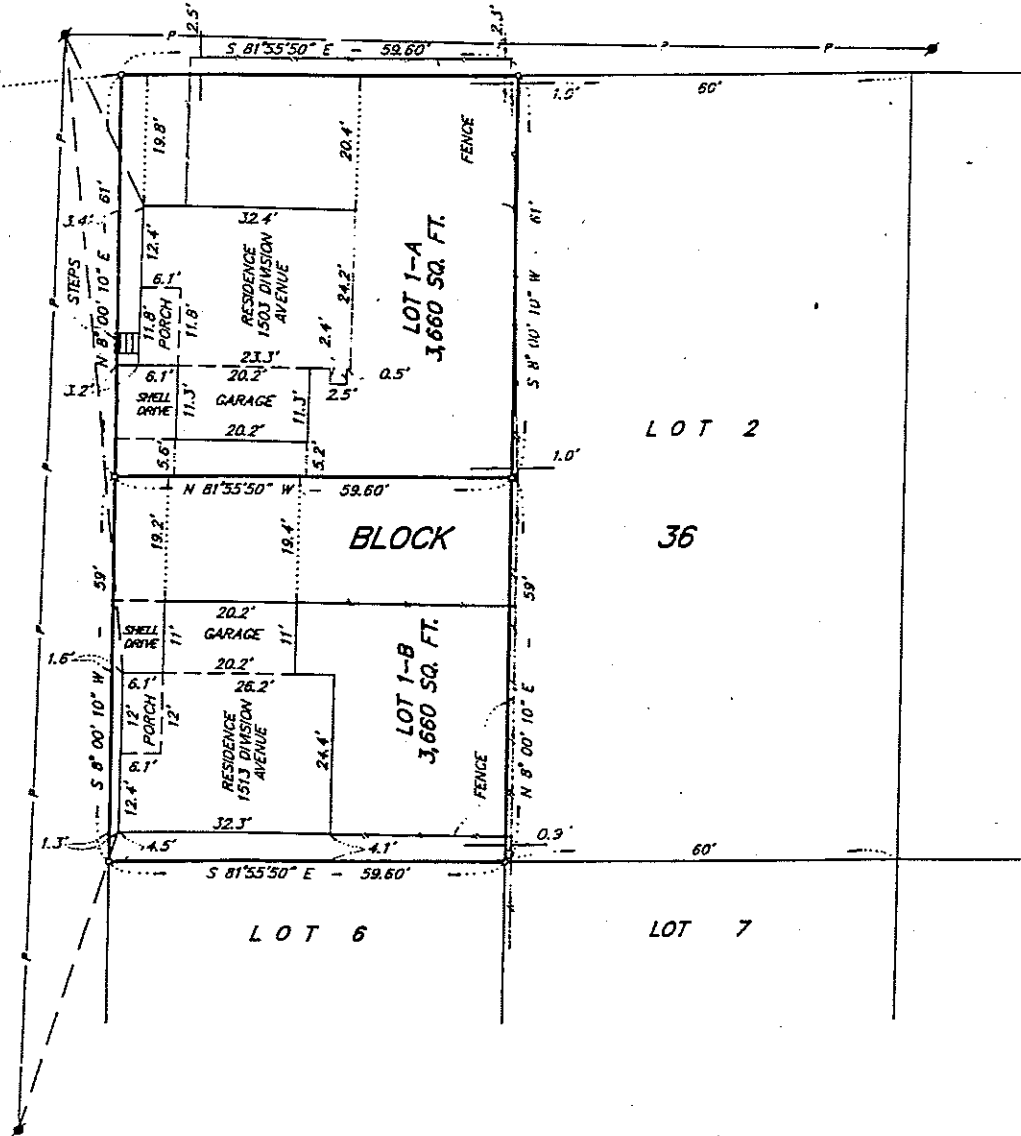 2.5'
2.3'
S 81°55'50" E - 59.60'
P
P
P
P
1.0'
60'
19.8'
20.4'
FENCE
P
3.4'
N 8° 00' 10" E - 61'
STEPS
12.4'
32.4'
RESIDENCE
1503 DIVISION
AVENUE
24.2'
LOT 1-A
3,660 SQ. FT.
S 8° 00' 10" W - 61'
6.1'
11.8'
PORCH
11.8'
P
2.4'
23.3'
0.5'
2.5'
3.2'
6.1'
SHELL
DRIVE
11.3'
20.2'
GARAGE
11.3'
20.2'
5.6'
5.2'
LOT 2
P
1.0'
N 81°55'50" W - 59.60'
19.2'
19.4'
BLOCK
36
S 8° 00' 10" W - 59'
P
20.2'
SHELL
DRIVE
11'
GARAGE
11'
20.2'
1.6'
6.1'
26.2'
12'
PORCH
12'
6.1'
RESIDENCE
1513 DIVISION
AVENUE
24.4'
LOT 1-B
3,660 SQ. FT.
N 8° 00' 10" E - 59'
FENCE
P
12.4'
32.3'
1.3'
4.5'
4.1'
0.9'
60'
S 81°55'50" E - 59.60'
LOT 6
LOT 7
P